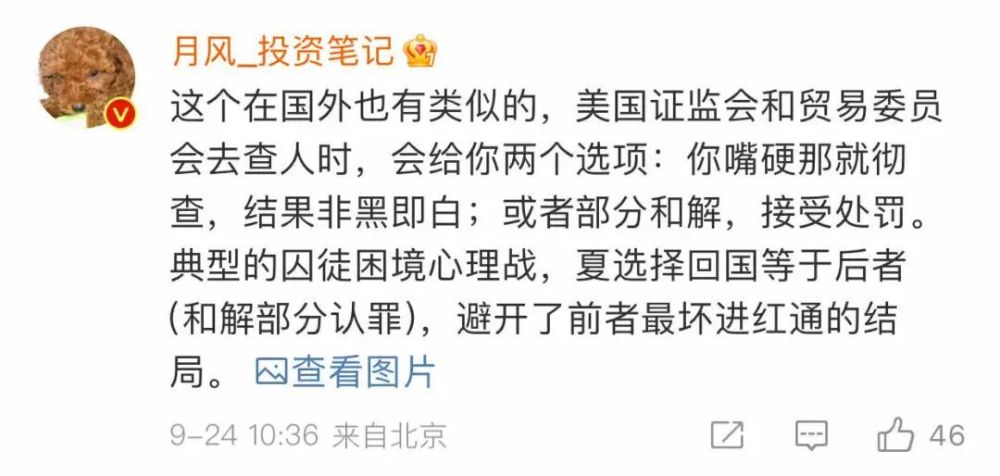 月风_投资笔记
这个在国外也有类似的，美国证监会和贸易委员
会去查人时，会给你两个选项：你嘴硬那就彻
查，结果非黑即白；或者部分和解，接受处罚。
典型的囚徒困境心理战，夏选择回国等于后者
(和解部分认罪)，避开了前者最坏进红通的结
局。 查看图片
9-24 10:36 来自北京 46